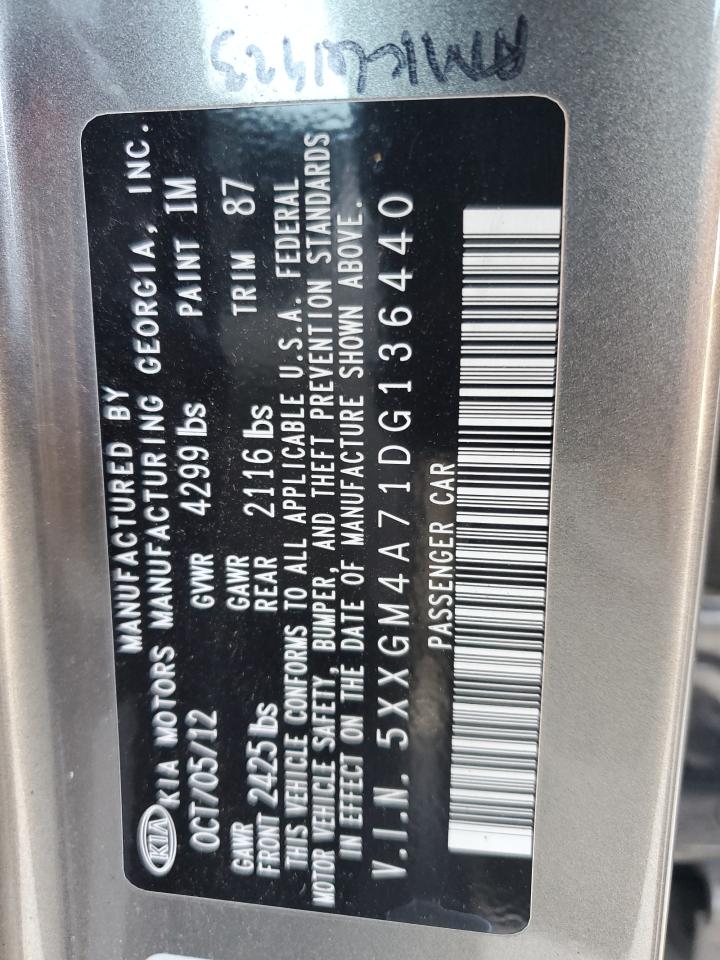 MANUFACTURED BY
KIA KIA MOTORS MANUFACTURING GEORGIA, INC.
OCT/05/12 GVWR 4299 lbs PAINT IM
GAWR FRONT 2425 lbs GAWR REAR 2116 lbs TRIM 87
THIS VEHICLE CONFORMS TO ALL APPLICABLE U.S.A. FEDERAL
MOTOR VEHICLE SAFETY, BUMPER, AND THEFT PREVENTION STANDARDS
IN EFFECT ON THE DATE OF MANUFACTURE SHOWN ABOVE.
V.I.N. 5XXGM4A71DG136440
PASSENGER CAR